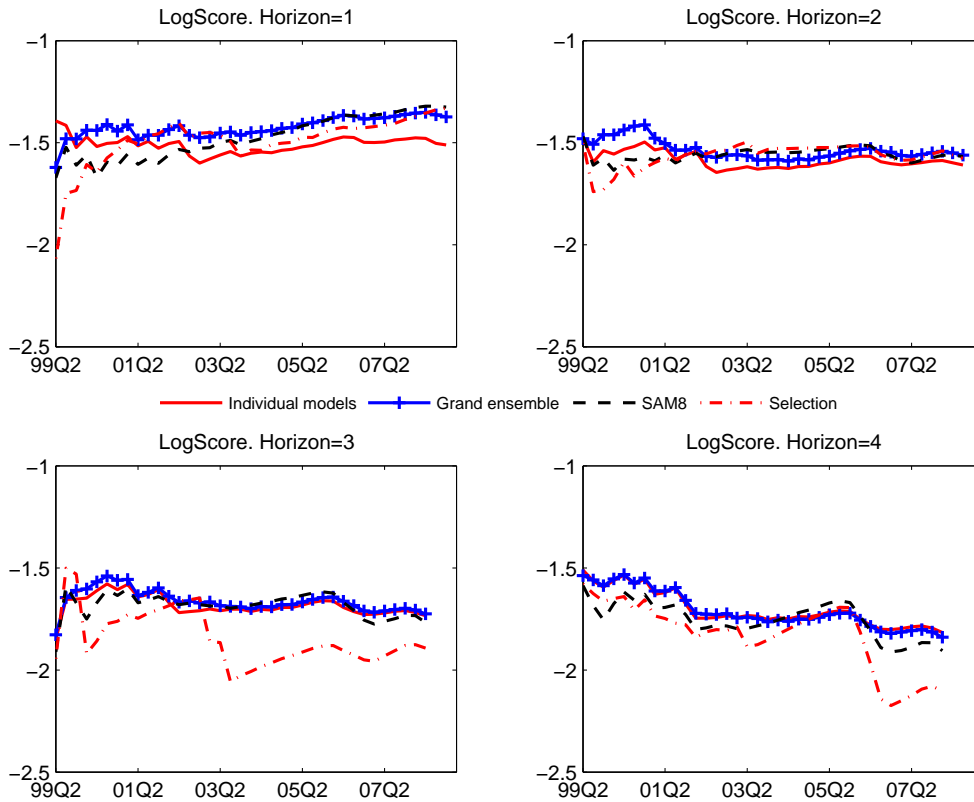 LogScore. Horizon=1
LogScore. Horizon=2
−1
−1.5
−2
−2.5
99Q2 01Q2 03Q2 05Q2 07Q2
−1
−1.5
−2
−2.5
99Q2 01Q2 03Q2 05Q2 07Q2
Individual models Grand ensemble SAM8 Selection
LogScore. Horizon=3
LogScore. Horizon=4
−1
−1.5
−2
−2.5
99Q2 01Q2 03Q2 05Q2 07Q2
−1
−1.5
−2
−2.5
99Q2 01Q2 03Q2 05Q2 07Q2